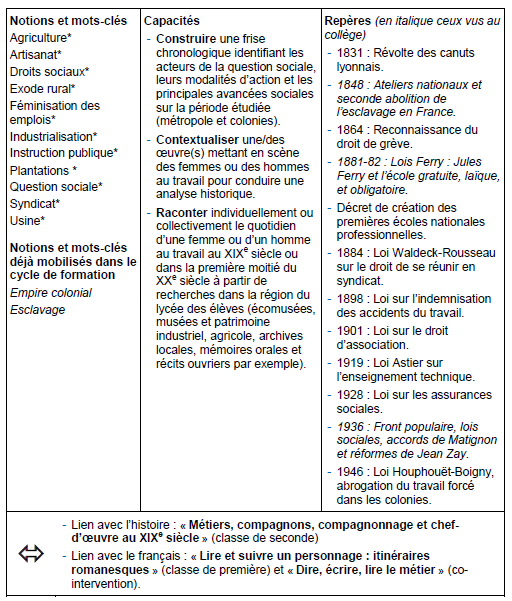 Notions et mots-clés
Agriculture*
Artisanat*
Droits sociaux*
Exode rural*
Féminisation des
emplois*
Industrialisation*
Instruction publique*
Plantations *
Question sociale*
Syndicat*
Usine*
Notions et mots-clés
déjà mobilisés dans le
cycle de formation
Empire colonial
Esclavage
Capacités
- Construire une frise
chronologique identifiant les
acteurs de la question sociale,
leurs modalités d'action et les
principales avancées sociales
sur la période étudiée
(métropole et colonies).
- Contextualiser une/des
œuvre(s) mettant en scène
des femmes ou des hommes
au travail pour conduire une
analyse historique.
- Raconter individuellement ou
collectivement le quotidien
d'une femme ou d'un homme
au travail au XIXe siècle ou
dans la première moitié du
XXe siècle à partir de
recherches dans la région du
lycée des élèves (écomusées,
musées et patrimoine
industriel, agricole, archives
locales, mémoires orales et
récits ouvriers par exemple).
Repères (en italique ceux vus au
collège)
- 1831 : Révolte des canuts
lyonnais.
- 1848 : Ateliers nationaux et
seconde abolition de
l'esclavage en France.
- 1864 : Reconnaissance du
droit de grève.
- 1881-82 : Lois Ferry : Jules
Ferry et l'école gratuite, laïque,
et obligatoire.
- Décret de création des
premières écoles nationales
professionnelles.
- 1884 : Loi Waldeck-Rousseau
sur le droit de se réunir en
syndicat.
- 1898 : Loi sur l'indemnisation
des accidents du travail.
- 1901 : Loi sur le droit
d'association.
- 1919 : Loi Astier sur
l'enseignement technique.
- 1928 : Loi sur les assurances
sociales.
- 1936 : Front populaire, lois
sociales, accords de Matignon
et réformes de Jean Zay.
- 1946 : Loi Houphouët-Boigny,
abrogation du travail forcé
dans les colonies.
- Lien avec l'histoire : « Métiers, compagnons, compagnonnage et chef-
d'œuvre au XIXe siècle » (classe de seconde)
- Lien avec le français : « Lire et suivre un personnage : itinéraires
romanesques » (classe de première) et « Dire, écrire, lire le métier » (co-
intervention).